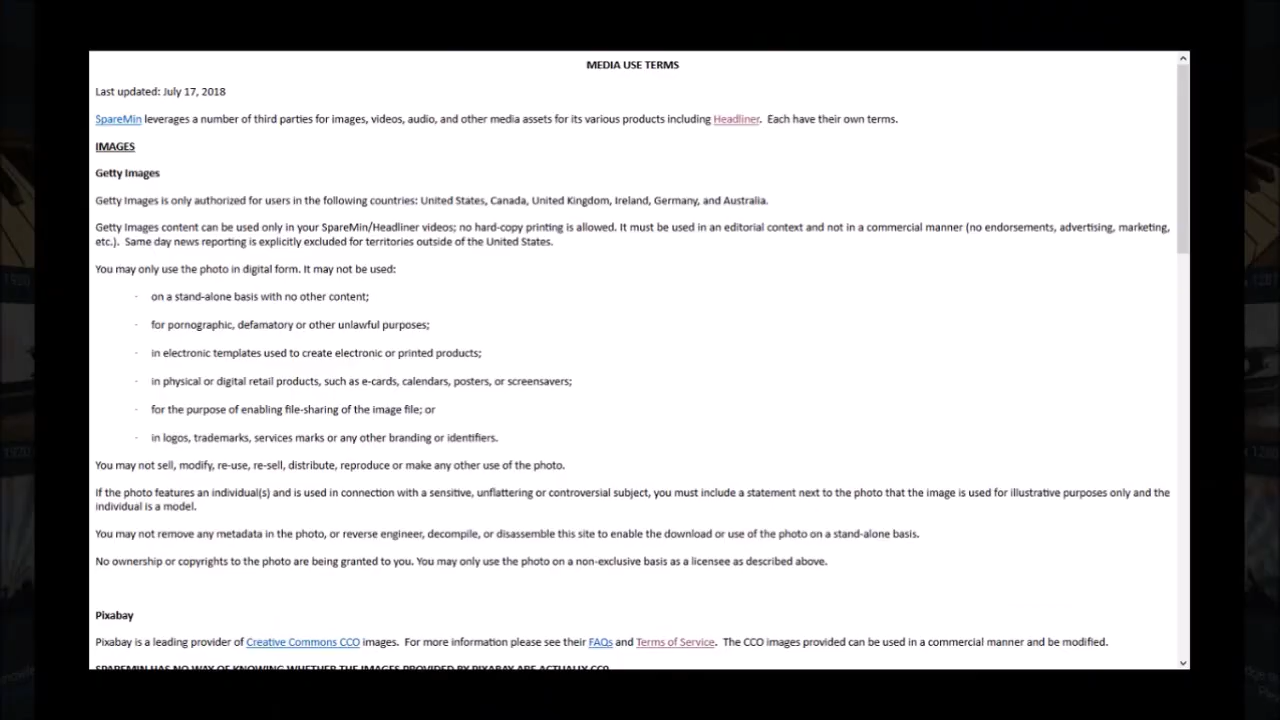 MEDIA USE TERMS
Last updated: July 17, 2018
SpareMin leverages a number of third parties for images, videos, audio, and other media assets for its various products including Headliner. Each have their own terms.
IMAGES
Getty Images
Getty Images is only authorized for users in the following countries: United States, Canada, United Kingdom, Ireland, Germany, and Australia.
Getty Images content can be used only in your SpareMin/Headliner videos; no hard-copy printing is allowed. It must be used in an editorial context and not in a commercial manner (no endorsements, advertising, marketing,
etc.). Same day news reporting is explicitly excluded for territories outside of the United States.
You may only use the photo in digital form. It may not be used:
· on a stand-alone basis with no other content;
· for pornographic, defamatory or other unlawful purposes;
· in electronic templates used to create electronic or printed products;
· in physical or digital retail products, such as e-cards, calendars, posters, or screensavers;
· for the purpose of enabling file-sharing of the image file; or
· in logos, trademarks, services marks or any other branding or identifiers.
You may not sell, modify, re-use, re-sell, distribute, reproduce or make any other use of the photo.
If the photo features an individual(s) and is used in connection with a sensitive, unflattering or controversial subject, you must include a statement next to the photo that the image is used for illustrative purposes only and the
individual is a model.
You may not remove any metadata in the photo, or reverse engineer, decompile, or disassemble this site to enable the download or use of the photo on a stand-alone basis.
No ownership or copyrights to the photo are being granted to you. You may only use the photo on a non-exclusive basis as a licensee as described above.
Pixabay
Pixabay is a leading provider of Creative Commons CCO images. For more information please see their FAQs and Terms of Service. The CCO images provided can be used in a commercial manner and be modified.
SPAREMIN HAS NO WAY OF KNOWING WHETHER THE IMAGES PROVIDED BY PIXABAY ARE ACTUALLY CC0